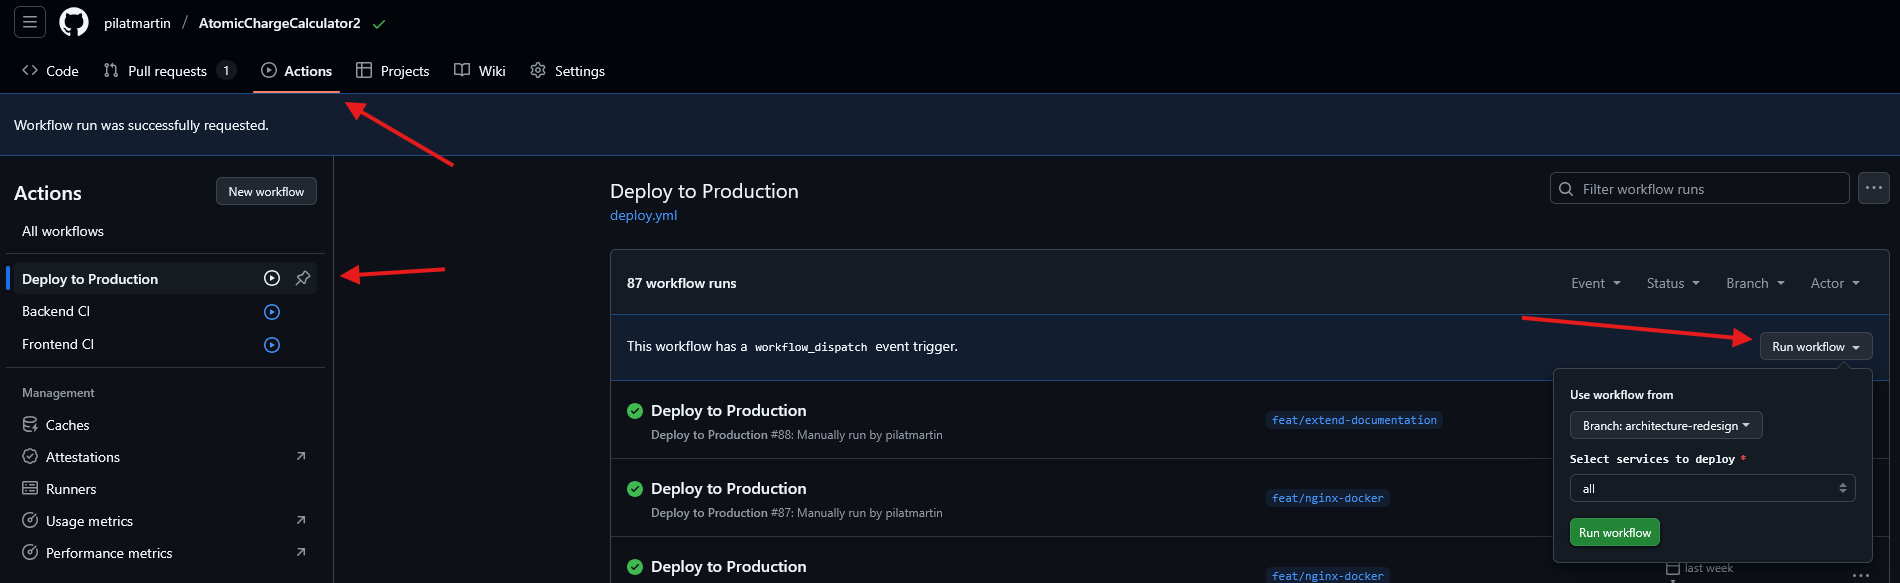 pilatmartin / AtomicChargeCalculator2
Code Pull requests 1 Actions Projects Wiki Settings
Workflow run was successfully requested.
Actions
New workflow
All workflows
Deploy to Production
Backend CI
Frontend CI
Management
Caches
Attestations
Runners
Usage metrics
Performance metrics
Deploy to Production
deploy.yml
Filter workflow runs
87 workflow runs
Event Status Branch Actor
This workflow has a workflow_dispatch event trigger.
Run workflow
Use workflow from
Branch: architecture-redesign
Select services to deploy *
all
Run workflow
Deploy to Production
Deploy to Production #88: Manually run by pilatmartin
feat/extend-documentation
Deploy to Production
Deploy to Production #87: Manually run by pilatmartin
feat/nginx-docker
Deploy to Production
feat/nginx-docker
last week